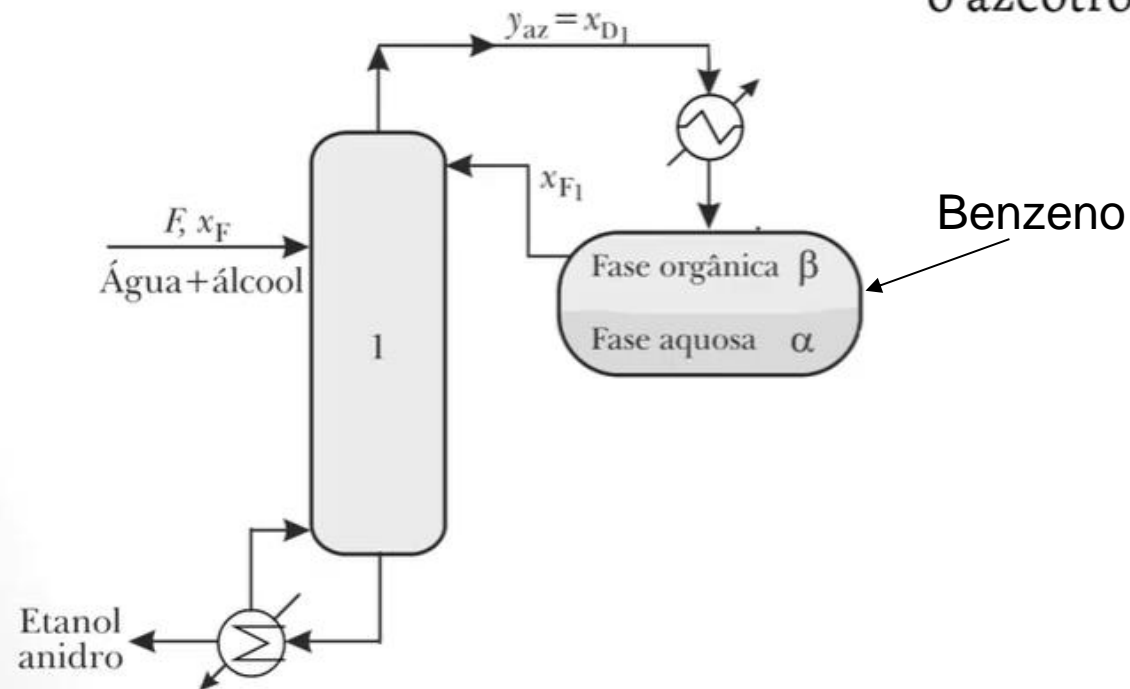 y_az = x_D1
x_F1
F, x_F
Água+álcool
Benzeno
Fase orgânica β
Fase aquosa α
1
Etanol
anidro